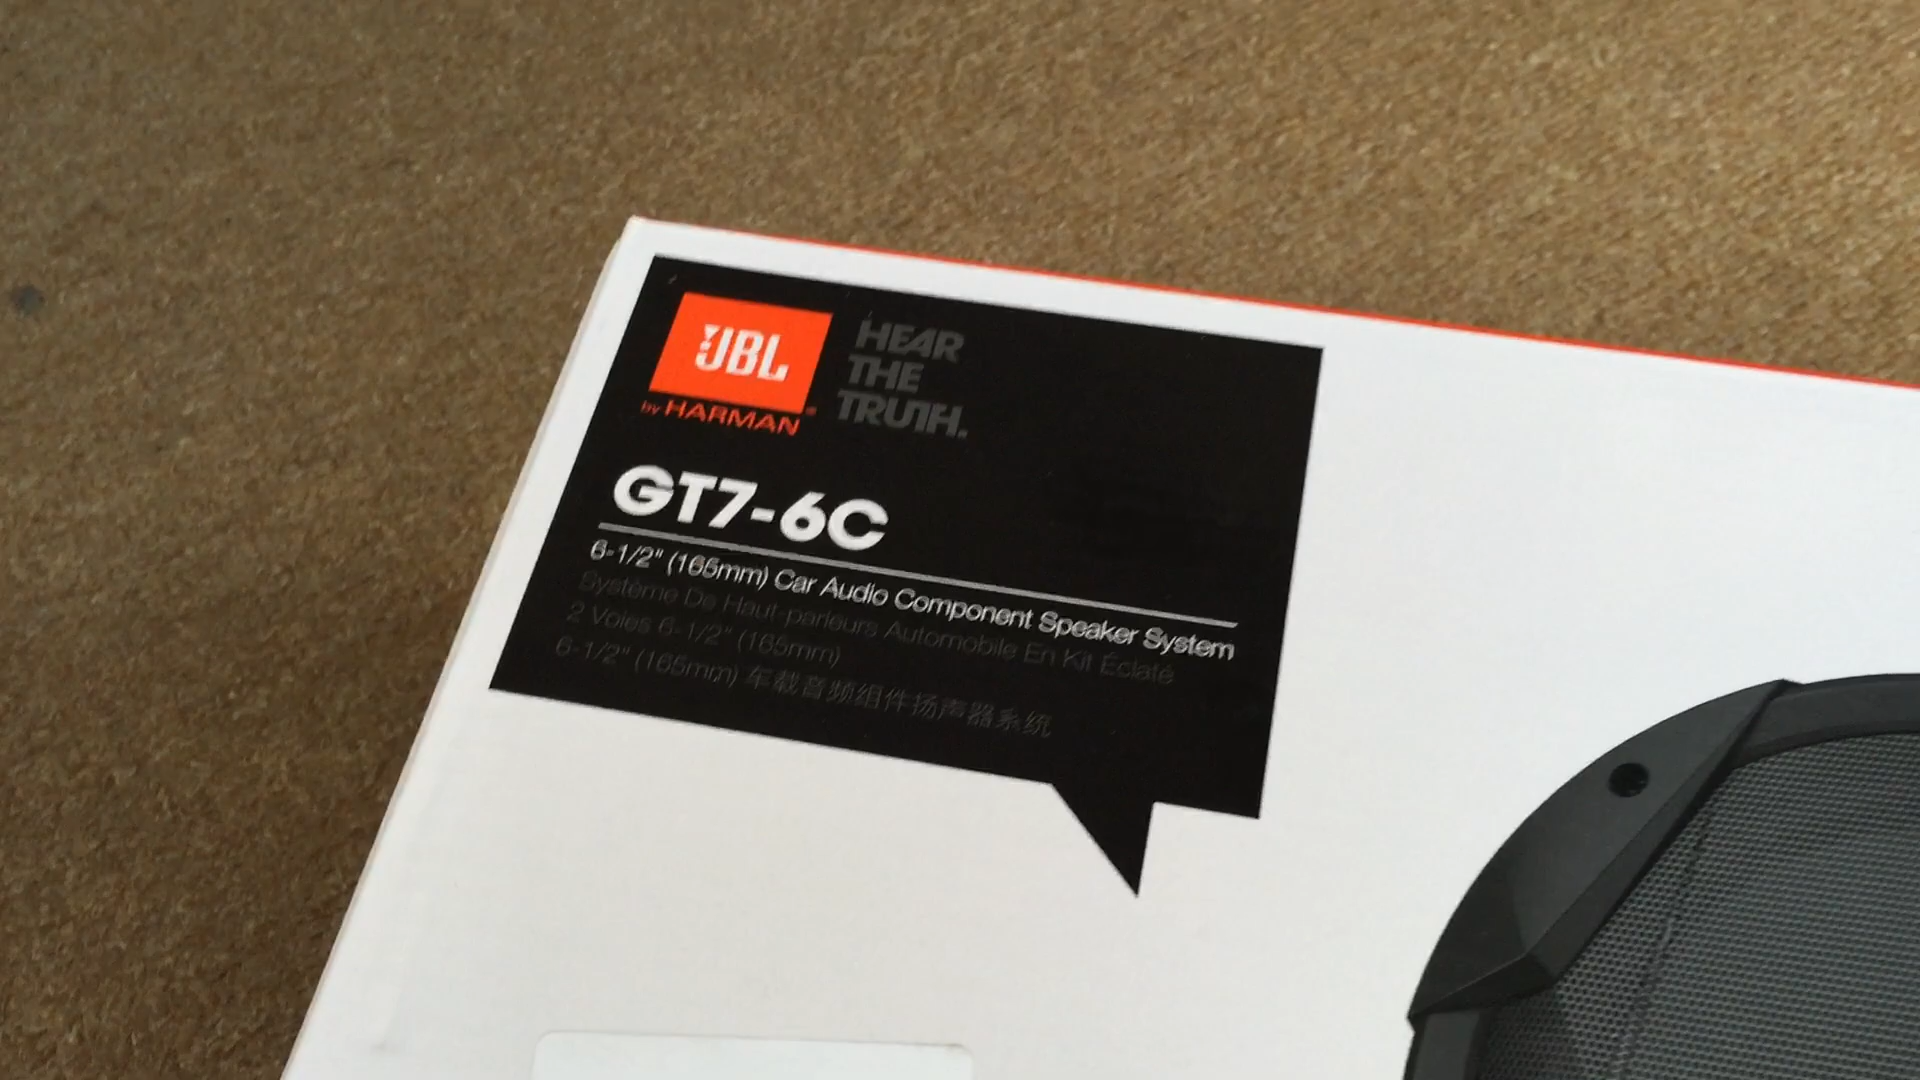 JBL
by HARMAN®
HEAR
THE
TRUTH.
GT7-6C
6-1/2" (165mm) Car Audio Component Speaker System
Système De Haut-parleurs Automobile En Kit Éclaté
2 Voies 6-1/2" (165mm)
6-1/2" (165mm) 车载音频组件扬声器系统